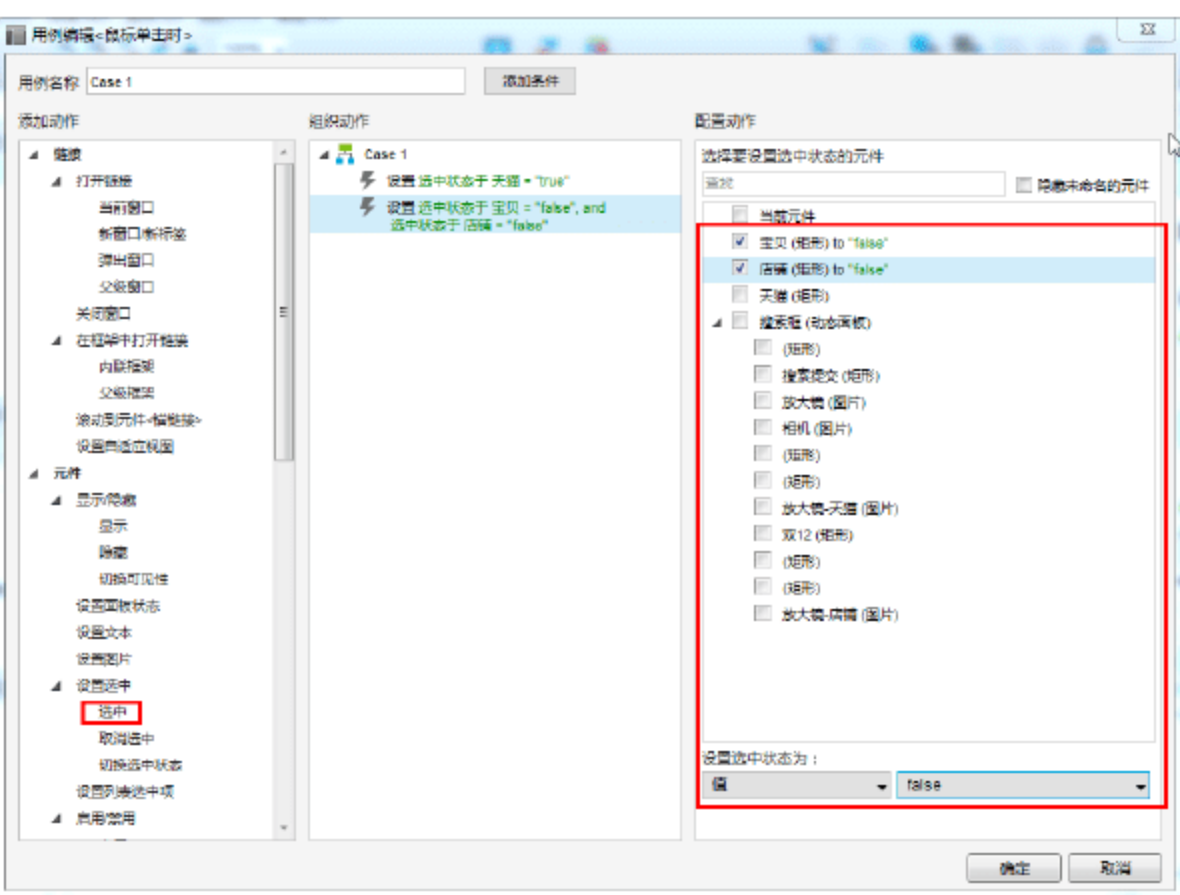 用例编辑<鼠标单击时>
用例名称 Case 1 添加条件
添加动作
链接
打开链接
当前窗口
新窗口/新标签
弹出窗口
父级窗口
关闭窗口
在框架中打开链接
内联框架
父级框架
滚动到元件<锚链接>
设置自适应视图
元件
显示/隐藏
显示
隐藏
切换可见性
设置面板状态
设置文本
设置图片
设置选中
选中
取消选中
切换选中状态
设置列表选中项
启用/禁用
组织动作
Case 1
设置 选中状态于 天猫 = "true"
设置 选中状态于 宝贝 = "false", and
选中状态于 店铺 = "false"
配置动作
选择要设置选中状态的元件
查找 隐藏未命名的元件
当前元件
宝贝 (矩形) to "false"
店铺 (矩形) to "false"
天猫 (矩形)
搜索框 (动态面板)
(矩形)
搜索提交 (矩形)
放大镜 (图片)
相机 (图片)
(矩形)
(矩形)
放大镜-天猫 (图片)
双12 (矩形)
(矩形)
(矩形)
放大镜-店铺 (图片)
设置选中状态为：
值 false
确定 取消